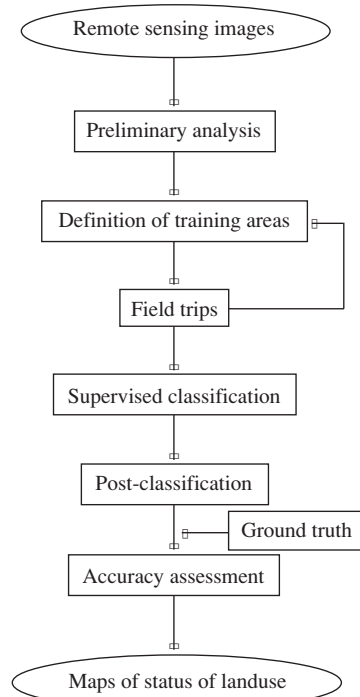 Remote sensing images
Preliminary analysis
Definition of training areas
Field trips
Supervised classification
Post-classification
Ground truth
Accuracy assessment
Maps of status of landuse